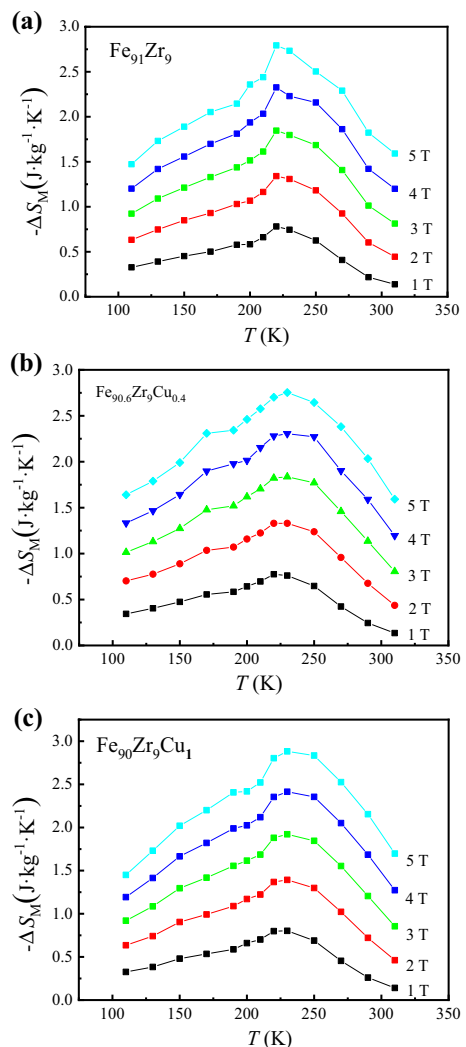 (a)
Fe₉₁Zr₉
3.0
2.5
2.0
1.5
1.0
0.5
0.0
-ΔS_M(J·kg⁻¹·K⁻¹)
5 T
4 T
3 T
2 T
1 T
100 150 200 250 300 350
T (K)
(b)
Fe₉₀.₆Zr₉Cu₀.₄
3.0
2.5
2.0
1.5
1.0
0.5
0.0
-ΔS_M(J·kg⁻¹·K⁻¹)
5 T
4 T
3 T
2 T
1 T
100 150 200 250 300 350
T (K)
(c)
Fe₉₀Zr₉Cu₁
3.0
2.5
2.0
1.5
1.0
0.5
0.0
-ΔS_M(J·kg⁻¹·K⁻¹)
5 T
4 T
3 T
2 T
1 T
100 150 200 250 300 350
T (K)